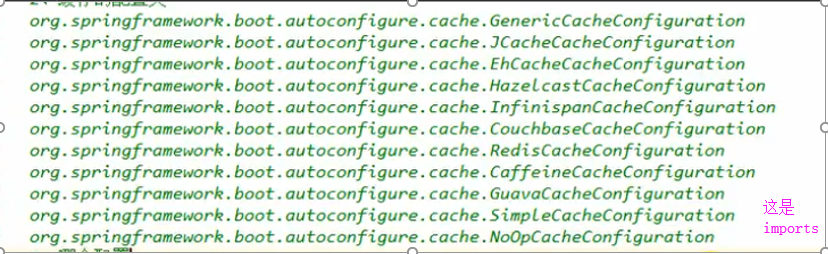 org.springframework.boot.autoconfigure.cache.GenericCacheConfiguration
org.springframework.boot.autoconfigure.cache.JCacheCacheConfiguration
org.springframework.boot.autoconfigure.cache.EhCacheCacheConfiguration
org.springframework.boot.autoconfigure.cache.HazelcastCacheConfiguration
org.springframework.boot.autoconfigure.cache.InfinispanCacheConfiguration
org.springframework.boot.autoconfigure.cache.CouchbaseCacheConfiguration
org.springframework.boot.autoconfigure.cache.RedisCacheConfiguration
org.springframework.boot.autoconfigure.cache.CaffeineCacheConfiguration
org.springframework.boot.autoconfigure.cache.GuavaCacheConfiguration
org.springframework.boot.autoconfigure.cache.SimpleCacheConfiguration
org.springframework.boot.autoconfigure.cache.NoOpCacheConfiguration
这是
imports